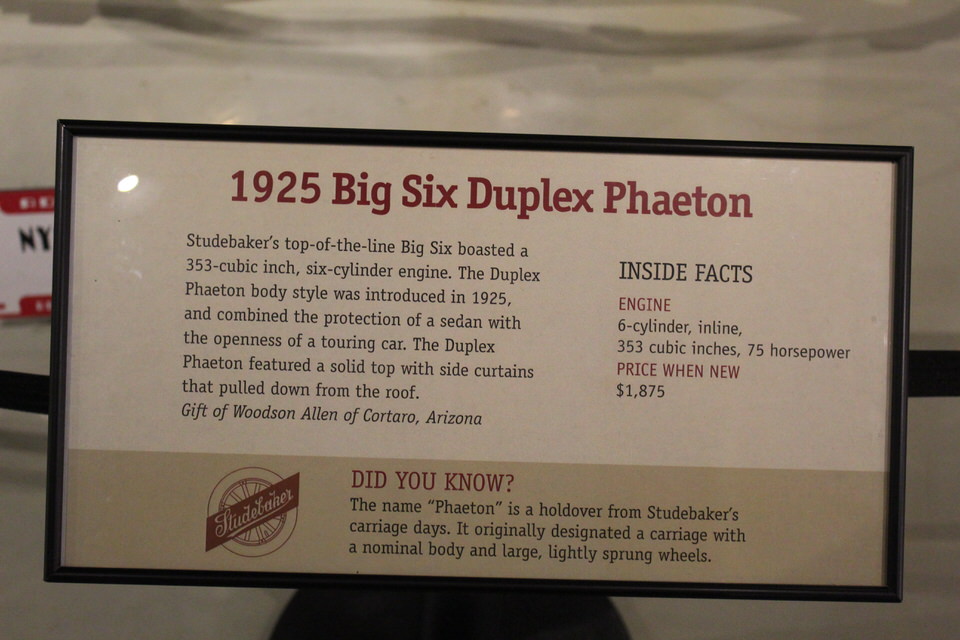 1925 Big Six Duplex Phaeton
Studebaker's top-of-the-line Big Six boasted a
353-cubic inch, six-cylinder engine. The Duplex
Phaeton body style was introduced in 1925,
and combined the protection of a sedan with
the openness of a touring car. The Duplex
Phaeton featured a solid top with side curtains
that pulled down from the roof.
Gift of Woodson Allen of Cortaro, Arizona
INSIDE FACTS
ENGINE
6-cylinder, inline,
353 cubic inches, 75 horsepower
PRICE WHEN NEW
$1,875
Studebaker
DID YOU KNOW?
The name “Phaeton” is a holdover from Studebaker's
carriage days. It originally designated a carriage with
a nominal body and large, lightly sprung wheels.
NY